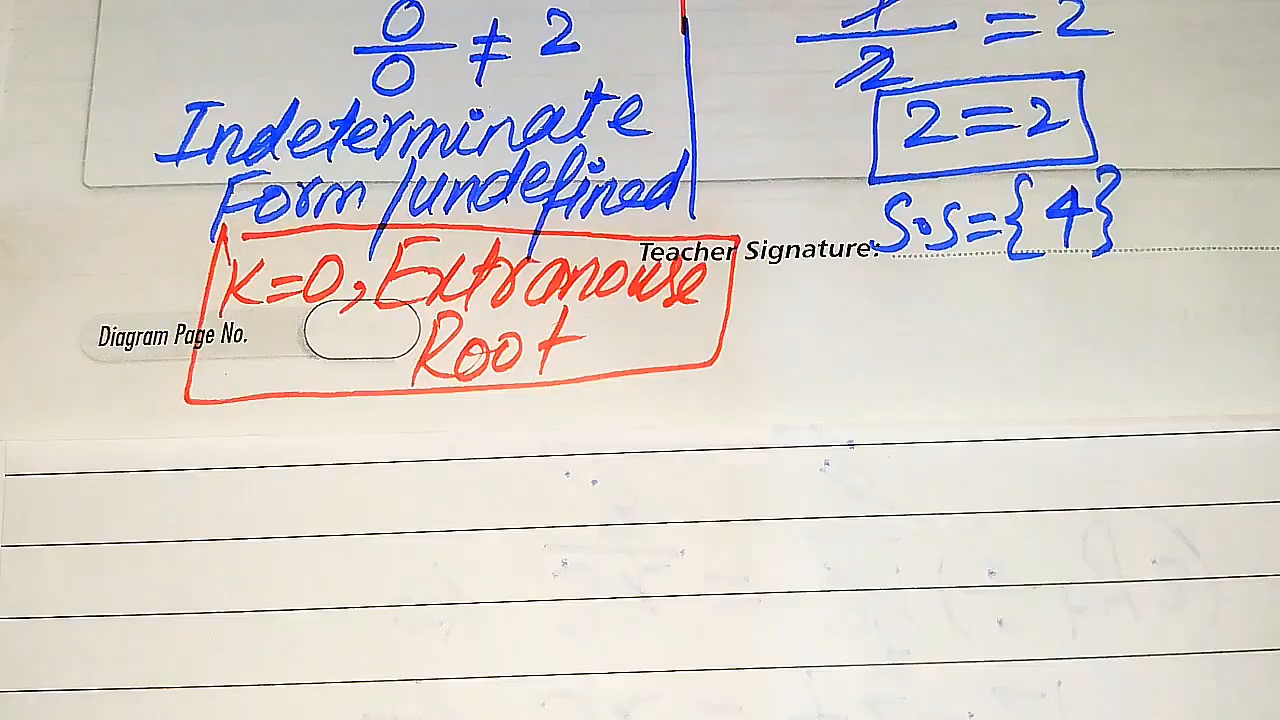 0/0 ≠ 2
Indeterminate
Form/undefined
k=0, Extranouse
Root
= 2
2
2=2
S.S={4}
Teacher Signature:
Diagram Page No.